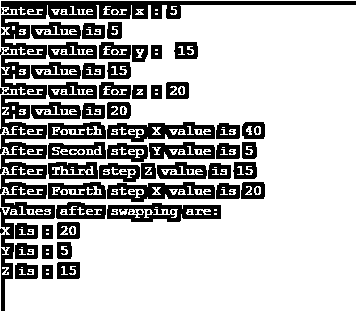 Enter value for x : 5
X's value is 5
Enter value for y :  15
Y's value is 15
Enter value for z : 20
Z's value is 20
After Fourth step X value is 40
After Second step Y value is 5
After Third step Z value is 15
After Fourth step X value is 20
Values after swapping are:
X is : 20
Y is : 5
Z is : 15